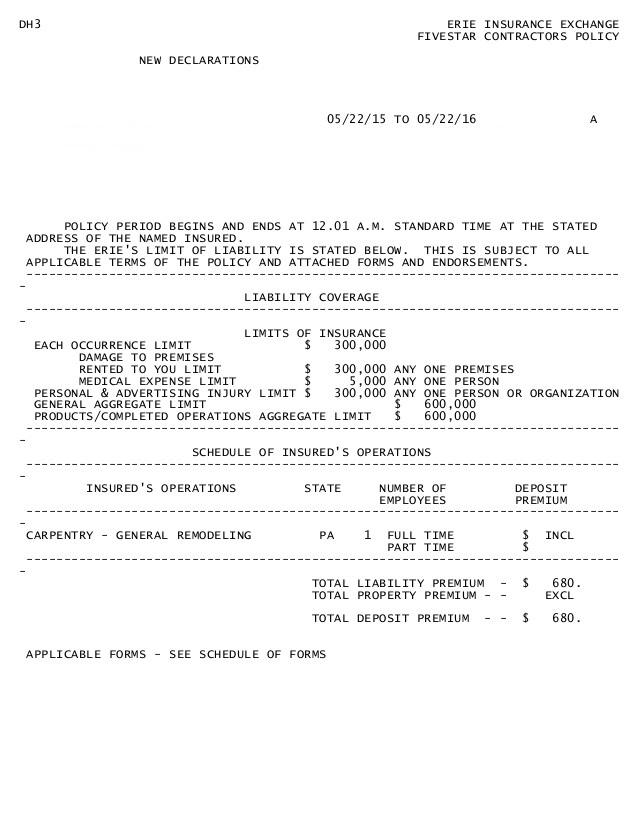 DH3 ERIE INSURANCE EXCHANGE
FIVESTAR CONTRACTORS POLICY
NEW DECLARATIONS
05/22/15 TO 05/22/16 A
POLICY PERIOD BEGINS AND ENDS AT 12.01 A.M. STANDARD TIME AT THE STATED
ADDRESS OF THE NAMED INSURED.
THE ERIE'S LIMIT OF LIABILITY IS STATED BELOW. THIS IS SUBJECT TO ALL
APPLICABLE TERMS OF THE POLICY AND ATTACHED FORMS AND ENDORSEMENTS.
-------------------------------------------------------------------------------
-
LIABILITY COVERAGE
-------------------------------------------------------------------------------
-
LIMITS OF INSURANCE
EACH OCCURRENCE LIMIT $ 300,000
DAMAGE TO PREMISES
RENTED TO YOU LIMIT $ 300,000 ANY ONE PREMISES
MEDICAL EXPENSE LIMIT $ 5,000 ANY ONE PERSON
PERSONAL & ADVERTISING INJURY LIMIT $ 300,000 ANY ONE PERSON OR ORGANIZATION
GENERAL AGGREGATE LIMIT $ 600,000
PRODUCTS/COMPLETED OPERATIONS AGGREGATE LIMIT $ 600,000
-------------------------------------------------------------------------------
-
SCHEDULE OF INSURED'S OPERATIONS
-------------------------------------------------------------------------------
-
INSURED'S OPERATIONS STATE NUMBER OF DEPOSIT
EMPLOYEES PREMIUM
-------------------------------------------------------------------------------
-
CARPENTRY - GENERAL REMODELING PA 1 FULL TIME $ INCL
PART TIME $
-------------------------------------------------------------------------------
-
TOTAL LIABILITY PREMIUM - $ 680.
TOTAL PROPERTY PREMIUM - - EXCL
TOTAL DEPOSIT PREMIUM - - $ 680.
APPLICABLE FORMS - SEE SCHEDULE OF FORMS